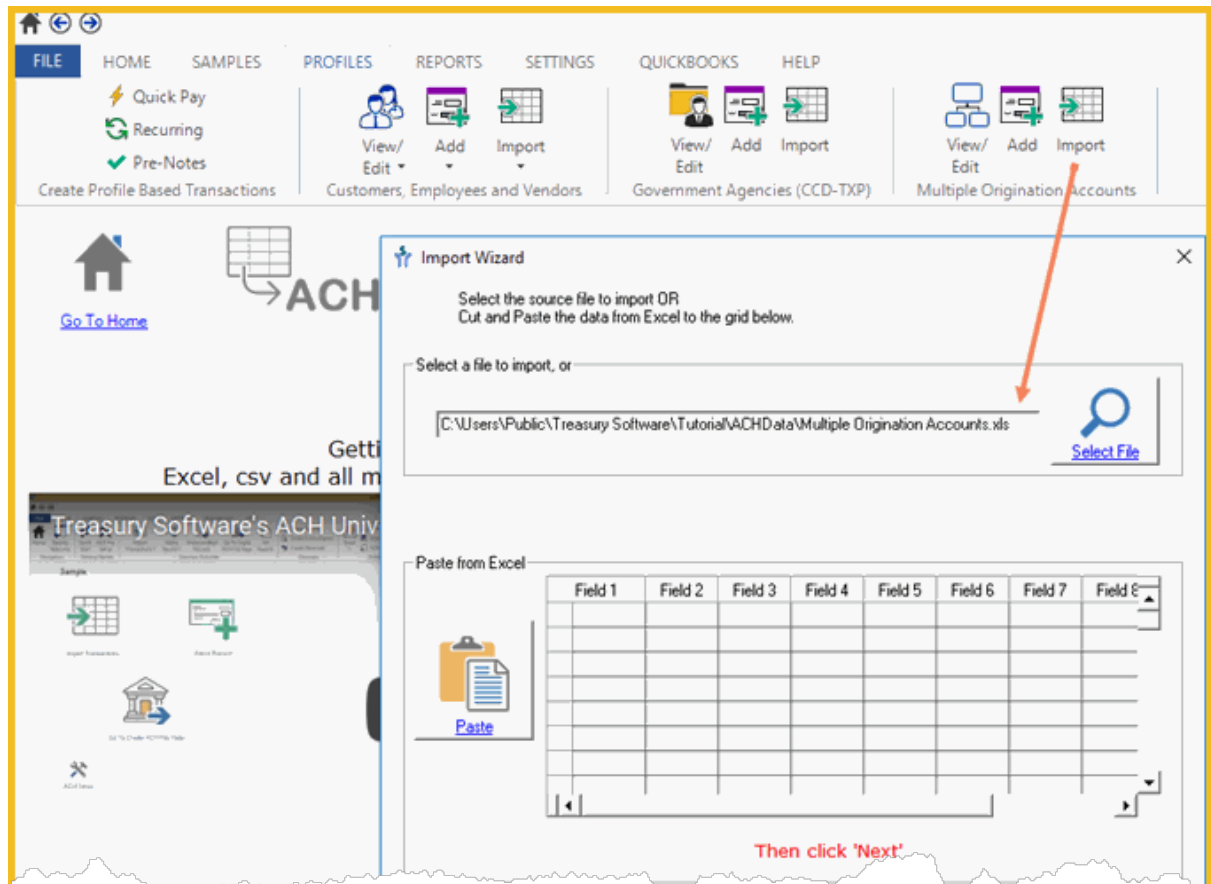 FILE HOME SAMPLES PROFILES REPORTS SETTINGS QUICKBOOKS HELP
Quick Pay
Recurring
Pre-Notes
Create Profile Based Transactions
View/
Edit
Add
Import
Customers, Employees and Vendors
View/
Edit
Add
Import
Government Agencies (CCD-TXP)
View/
Edit
Add
Import
Multiple Origination Accounts
Go To Home
ACH
Getti
Excel, csv and all m
Treasury Software's ACH Univ
Sample
Import Transactions
Import Wizard
Select the source file to import OR
Cut and Paste the data from Excel to the grid below.
Select a file to import, or
C:\Users\Public\Treasury Software\Tutorial\ACHData\Multiple Origination Accounts.xls
Select File
Paste from Excel
Paste
Field 1 Field 2 Field 3 Field 4 Field 5 Field 6 Field 7 Field 8
Then click 'Next'